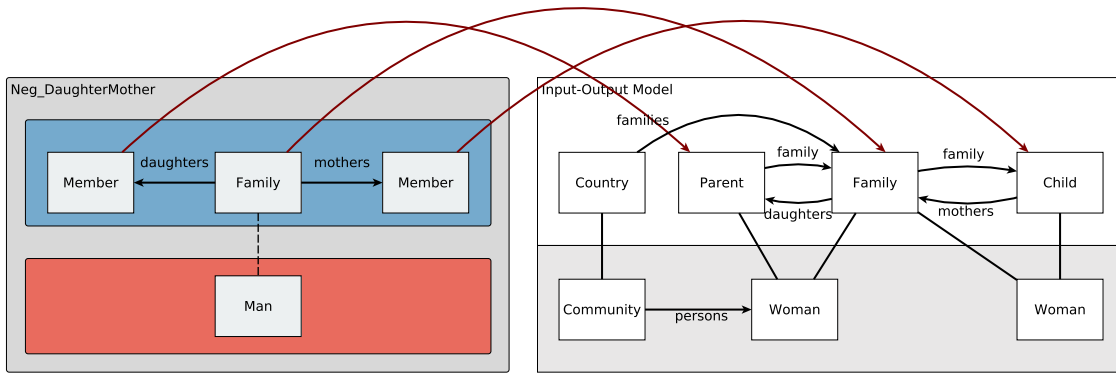 Neg_DaughterMother
Input-Output Model
families
daughters
mothers
family
family
Member
Family
Member
Country
Parent
Family
Child
daughters
mothers
Man
Community
persons
Woman
Woman